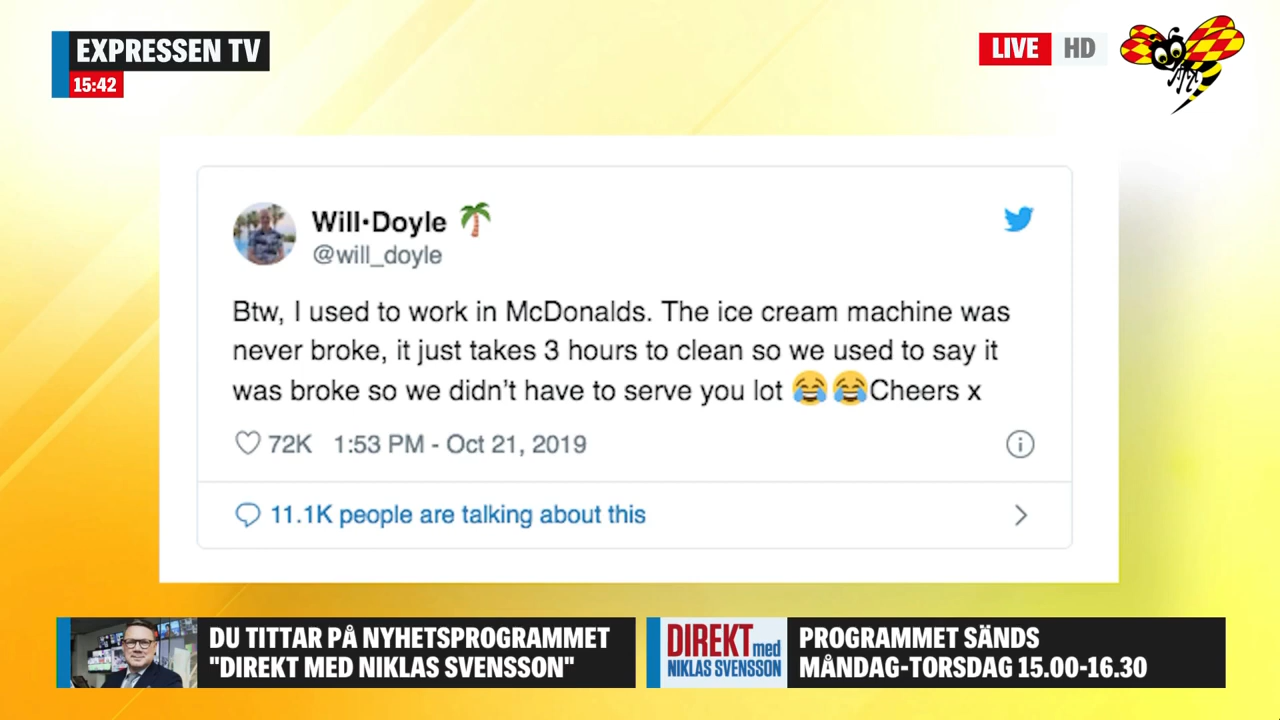 EXPRESSEN TV
15:42
LIVE HD
Will·Doyle 🌴
@will_doyle
Btw, I used to work in McDonalds. The ice cream machine was
never broke, it just takes 3 hours to clean so we used to say it
was broke so we didn't have to serve you lot 😂😂Cheers x
72K 1:53 PM - Oct 21, 2019
11.1K people are talking about this
DU TITTAR PÅ NYHETSPROGRAMMET
"DIREKT MED NIKLAS SVENSSON"
DIREKT med
NIKLAS SVENSSON
PROGRAMMET SÄNDS
MÅNDAG-TORSDAG 15.00-16.30